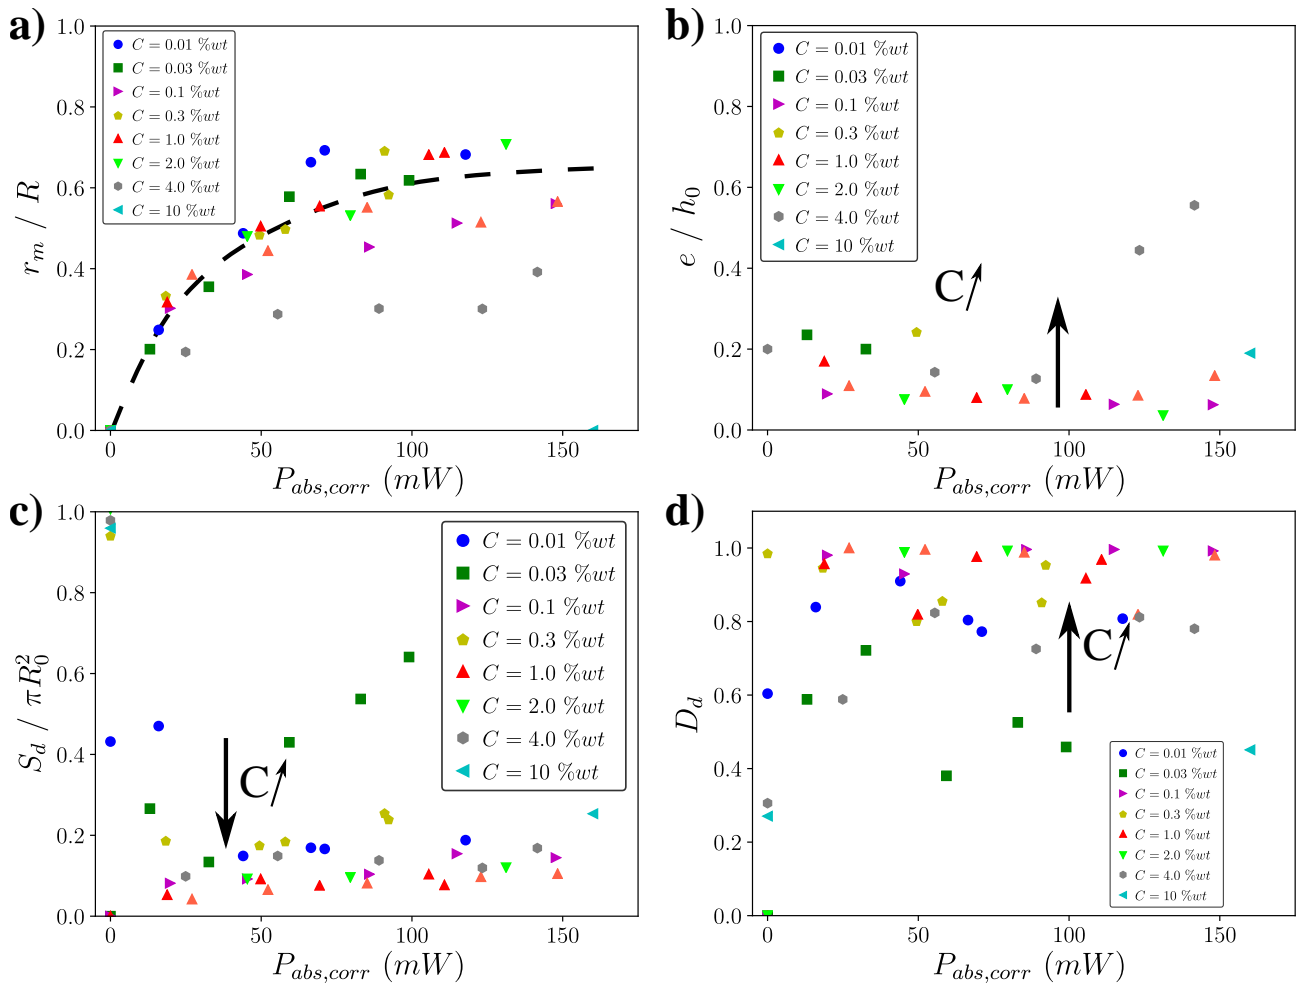 a)
1.0
0.8
0.6
0.4
0.2
0.0
r_m / R
C = 0.01 %wt
C = 0.03 %wt
C = 0.1 %wt
C = 0.3 %wt
C = 1.0 %wt
C = 2.0 %wt
C = 4.0 %wt
C = 10 %wt
0 50 100 150
P_{abs,corr} (mW)
b)
1.0
0.8
0.6
0.4
0.2
0.0
e / h_0
C = 0.01 %wt
C = 0.03 %wt
C = 0.1 %wt
C = 0.3 %wt
C = 1.0 %wt
C = 2.0 %wt
C = 4.0 %wt
C = 10 %wt
C
0 50 100 150
P_{abs,corr} (mW)
c)
1.0
0.8
0.6
0.4
0.2
0.0
S_d / πR_0^2
C = 0.01 %wt
C = 0.03 %wt
C = 0.1 %wt
C = 0.3 %wt
C = 1.0 %wt
C = 2.0 %wt
C = 4.0 %wt
C = 10 %wt
C
0 50 100 150
P_{abs,corr} (mW)
d)
1.0
0.8
0.6
0.4
0.2
0.0
D_d
C
C = 0.01 %wt
C = 0.03 %wt
C = 0.1 %wt
C = 0.3 %wt
C = 1.0 %wt
C = 2.0 %wt
C = 4.0 %wt
C = 10 %wt
0 50 100 150
P_{abs,corr} (mW)